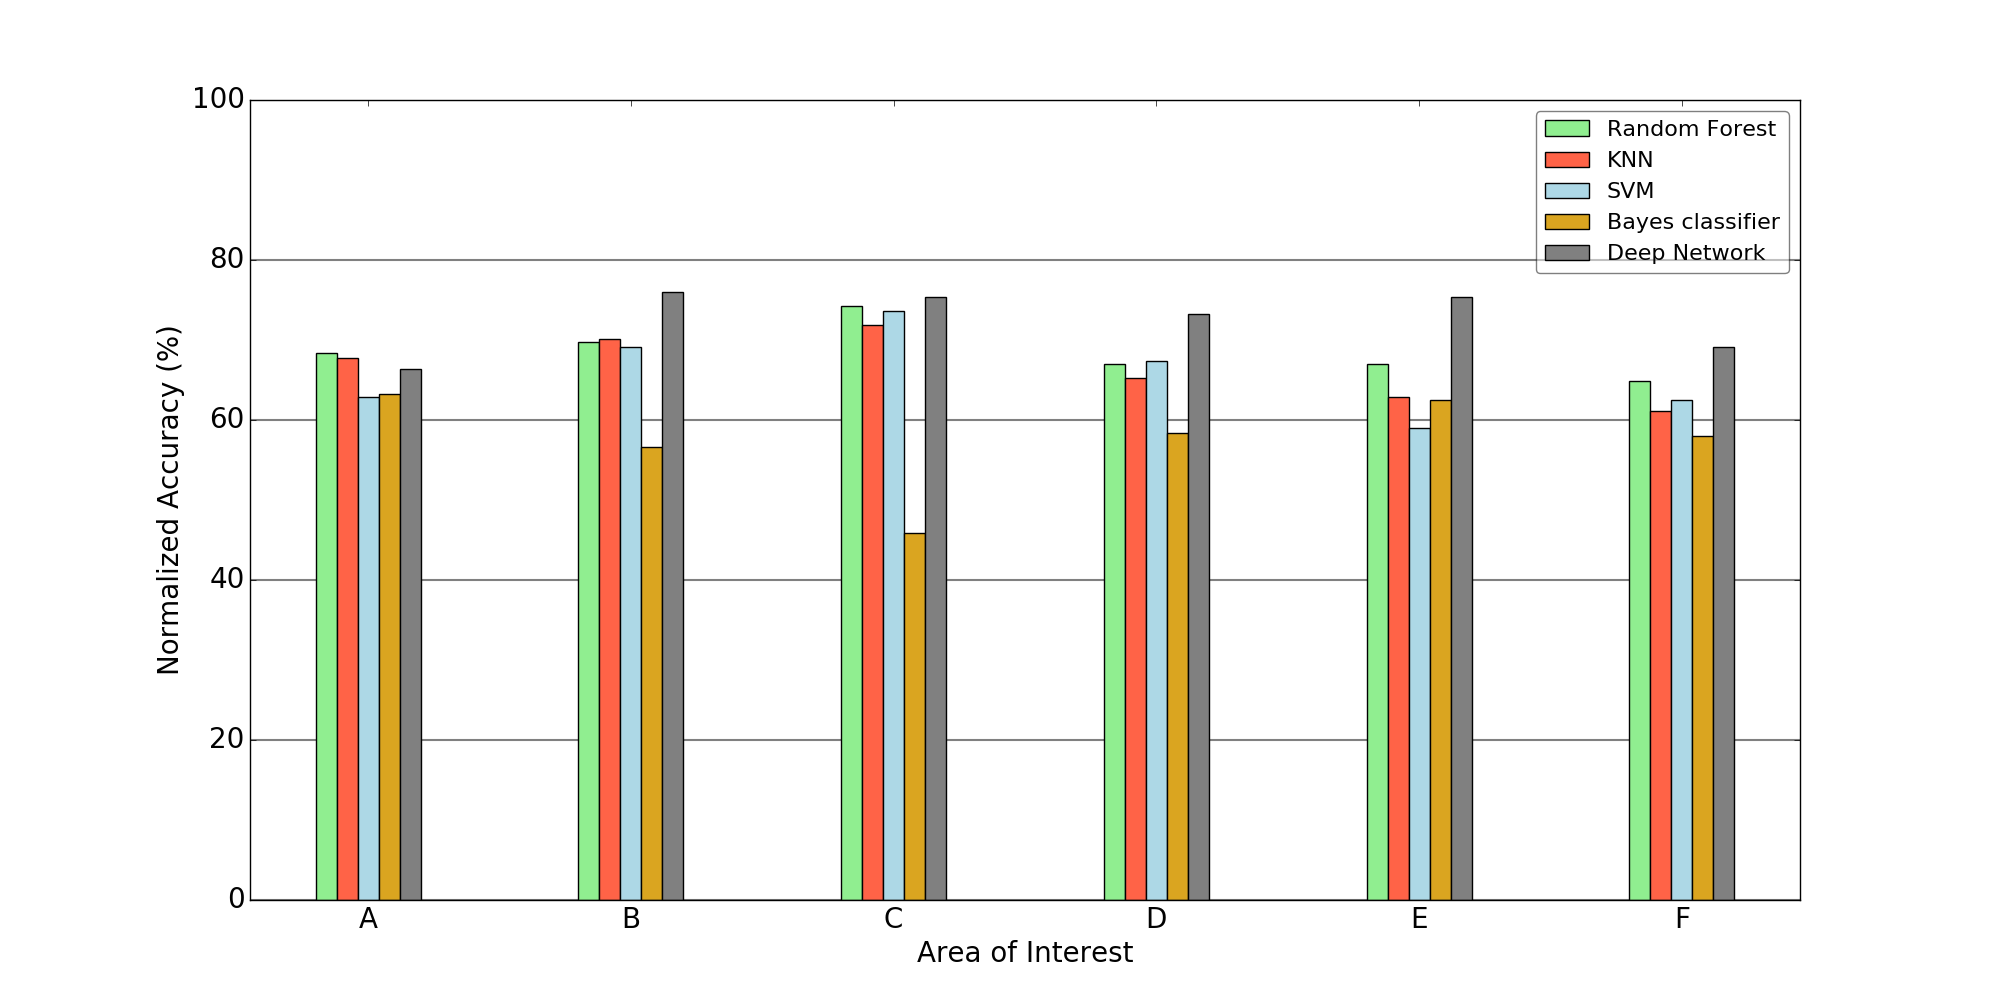 100
80
60
40
20
0
Normalized Accuracy (%)
Random Forest
KNN
SVM
Bayes classifier
Deep Network
A B C D E F
Area of Interest